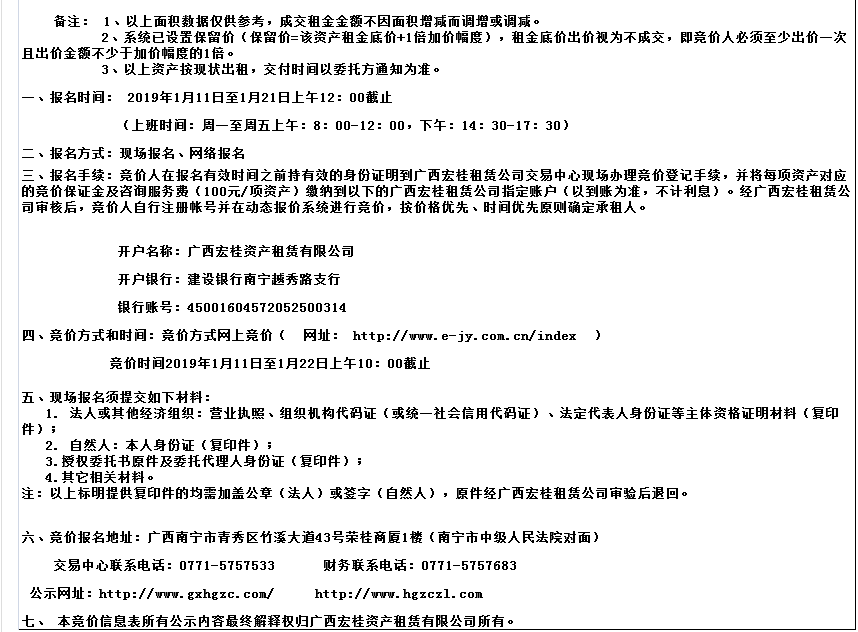 备注： 1、以上面积数据仅供参考，成交租金金额不因面积增减而调增或调减。
2、系统已设置保留价（保留价=该资产租金底价+1倍加价幅度），租金底价出价视为不成交，即竞价人必须至少出价一次
且出价金额不少于加价幅度的1倍。
3、以上资产按现状出租，交付时间以委托方通知为准。
一、报名时间： 2019年1月11日至1月21日上午12：00截止
（上班时间：周一至周五上午：8：00-12：00，下午：14：30-17：30）
二、报名方式：现场报名、网络报名
三、报名手续：竞价人在报名有效时间之前持有效的身份证明到广西宏桂租赁公司交易中心现场办理竞价登记手续，并将每项资产对应
的竞价保证金及咨询服务费（100元/项资产）缴纳到以下的广西宏桂租赁公司指定账户（以到账为准，不计利息）。经广西宏桂租赁公
司审核后，竞价人自行注册帐号并在动态报价系统进行竞价，按价格优先、时间优先原则确定承租人。
开户名称：广西宏桂资产租赁有限公司
开户银行：建设银行南宁越秀路支行
银行账号：45001604572052500314
四、竞价方式和时间：竞价方式网上竞价（ 网址： http://www.e-jy.com.cn/index ）
竞价时间2019年1月11日至1月22日上午10：00截止
五、现场报名须提交如下材料：
1. 法人或其他经济组织：营业执照、组织机构代码证（或统一社会信用代码证）、法定代表人身份证等主体资格证明材料（复印
件）；
2. 自然人：本人身份证（复印件）；
3.授权委托书原件及委托代理人身份证（复印件）；
4.其它相关材料。
注：以上标明提供复印件的均需加盖公章（法人）或签字（自然人），原件经广西宏桂租赁公司审验后退回。
六、竞价报名地址：广西南宁市青秀区竹溪大道43号荣桂商厦1楼（南宁市中级人民法院对面）
交易中心联系电话：0771-5757533 财务联系电话：0771-5757683
公示网址：http://www.gxhgzc.com/ http://www.hgzczl.com
七、 本竞价信息表所有公示内容最终解释权归广西宏桂资产租赁有限公司所有。